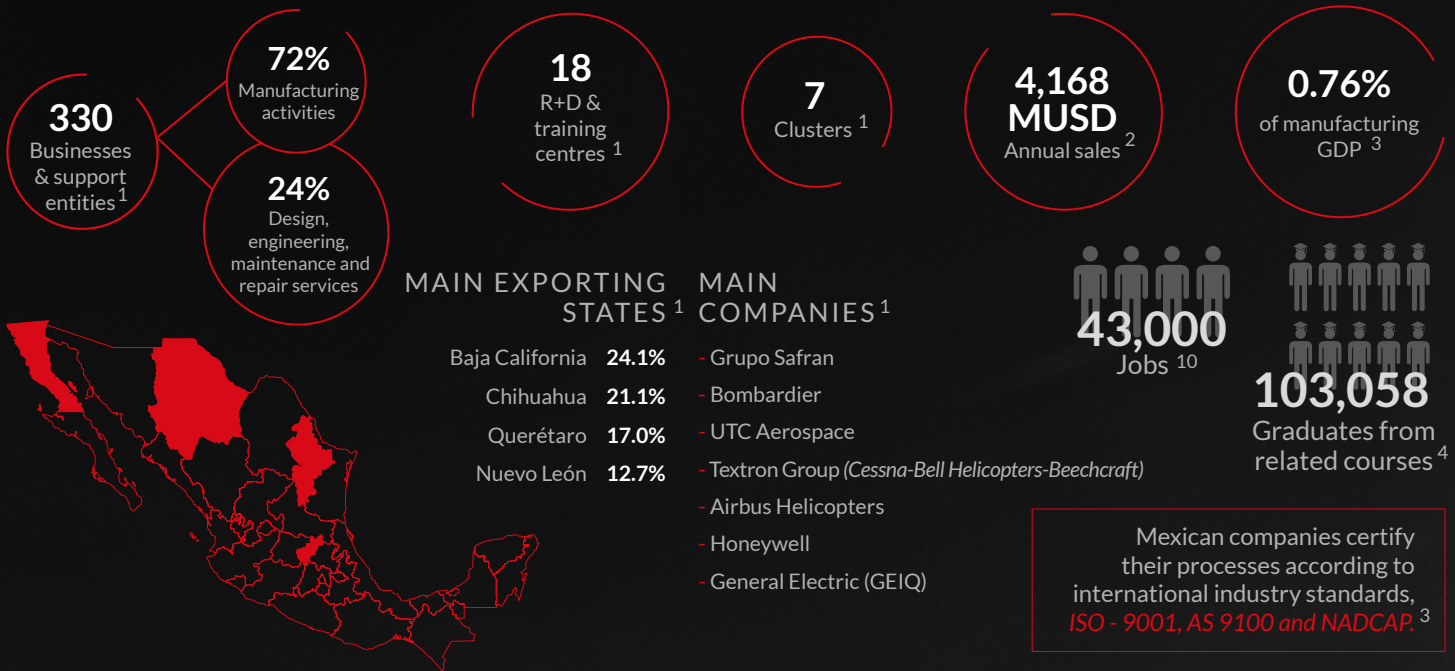 330
Businesses
& support
entities 1
72%
Manufacturing
activities
24%
Design,
engineering,
maintenance and
repair services
18
R+D &
training
centres 1
7
Clusters 1
4,168
MUSD
Annual sales 2
0.76%
of manufacturing
GDP 3
MAIN EXPORTING
STATES 1
Baja California 24.1%
Chihuahua 21.1%
Querétaro 17.0%
Nuevo León 12.7%
MAIN
COMPANIES 1
- Grupo Safran
- Bombardier
- UTC Aerospace
- Textron Group (Cessna-Bell Helicopters-Beechcraft)
- Airbus Helicopters
- Honeywell
- General Electric (GEIQ)
43,000
Jobs 10
103,058
Graduates from
related courses 4
Mexican companies certify
their processes according to
international industry standards,
ISO - 9001, AS 9100 and NADCAP. 3